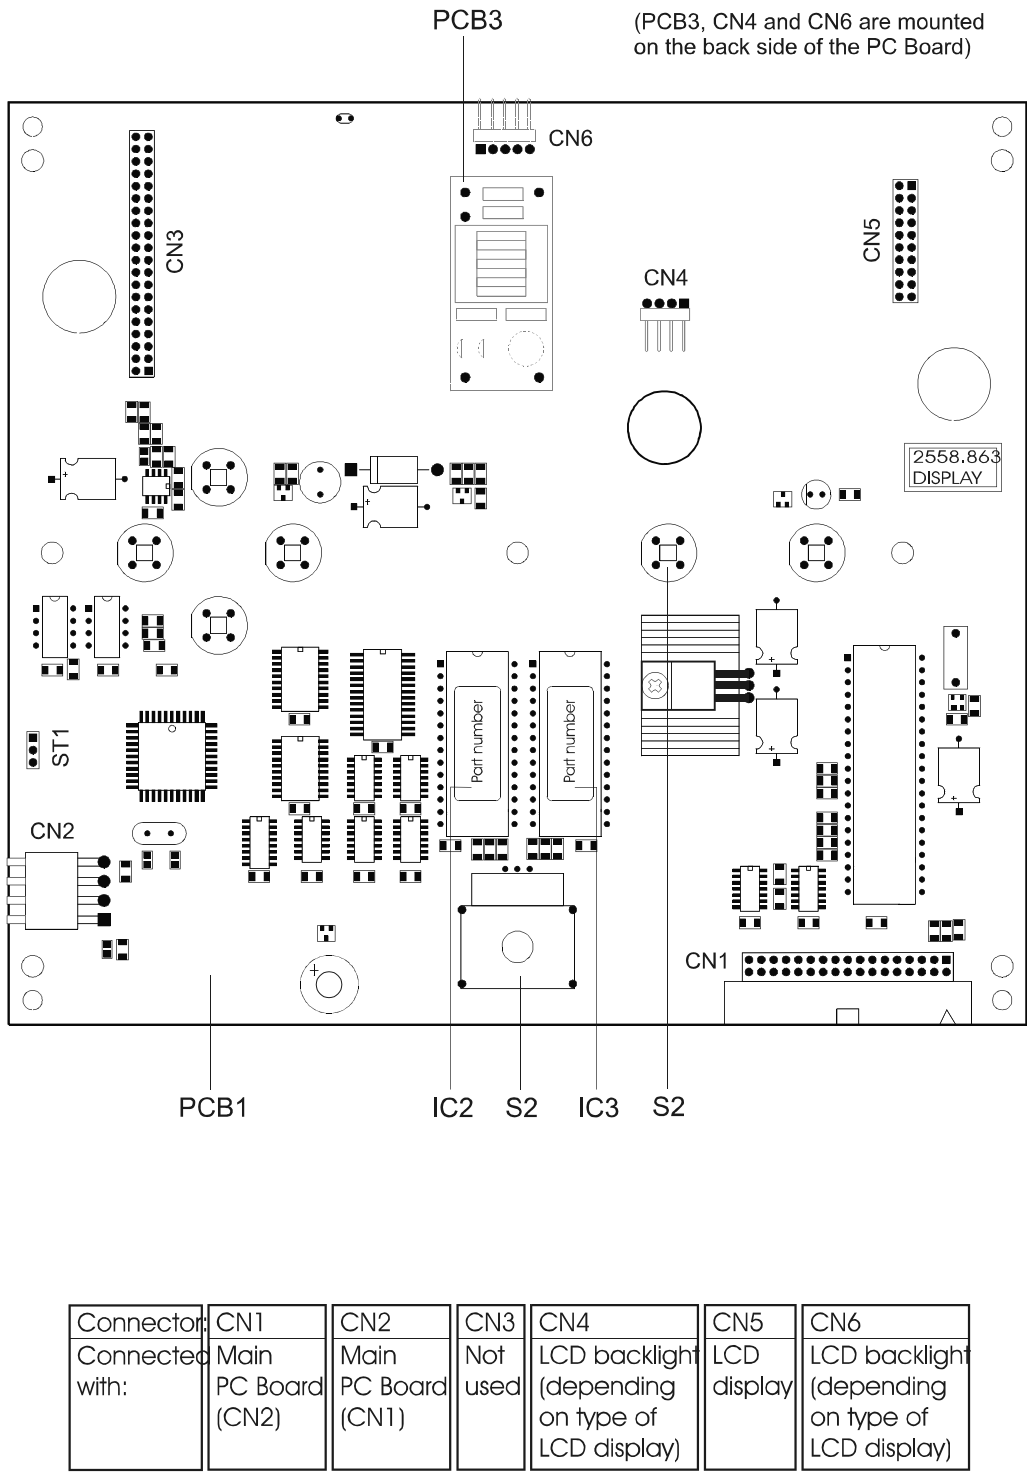 PCB3
(PCB3, CN4 and CN6 are mounted
on the back side of the PC Board)
CN6
CN3
CN5
CN4
2558.863
DISPLAY
ST1
Part number
Part number
CN2
CN1
PCB1
IC2
S2
IC3
S2
Connector: CN1 CN2 CN3 CN4 CN5 CN6
Connected Main Main Not LCD backlight LCD LCD backlight
with: PC Board PC Board used (depending display (depending
(CN2) (CN1) on type of on type of
LCD display) LCD display)